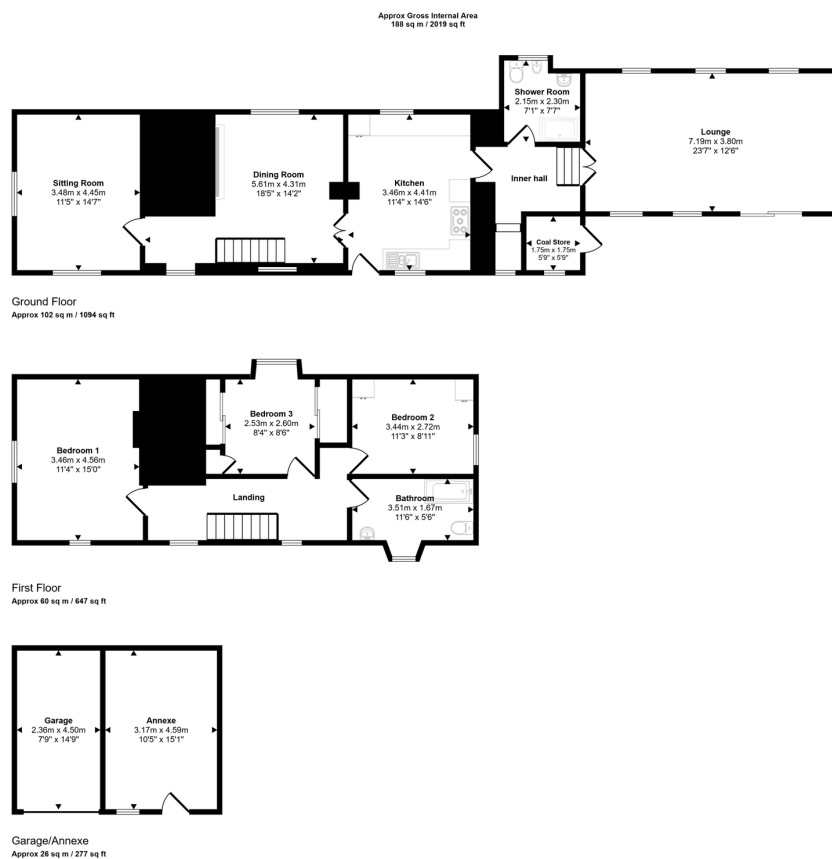 Approx Gross Internal Area
188 sq m / 2019 sq ft
Shower Room
2.15m x 2.30m
7'1" x 7'7"
Lounge
7.19m x 3.80m
23'7" x 12'6"
Sitting Room
3.48m x 4.45m
11'5" x 14'7"
Dining Room
5.61m x 4.31m
18'5" x 14'2"
Kitchen
3.46m x 4.41m
11'4" x 14'6"
Inner hall
Coal Store
1.75m x 1.75m
5'9" x 5'9"
Ground Floor
Approx 102 sq m / 1094 sq ft
Bedroom 1
3.46m x 4.56m
11'4" x 15'0"
Bedroom 3
2.53m x 2.60m
8'4" x 8'6"
Bedroom 2
3.44m x 2.72m
11'3" x 8'11"
Landing
Bathroom
3.51m x 1.67m
11'6" x 5'6"
First Floor
Approx 60 sq m / 647 sq ft
Garage
2.36m x 4.50m
7'9" x 14'9"
Annexe
3.17m x 4.59m
10'5" x 15'1"
Garage/Annexe
Approx 26 sq m / 277 sq ft